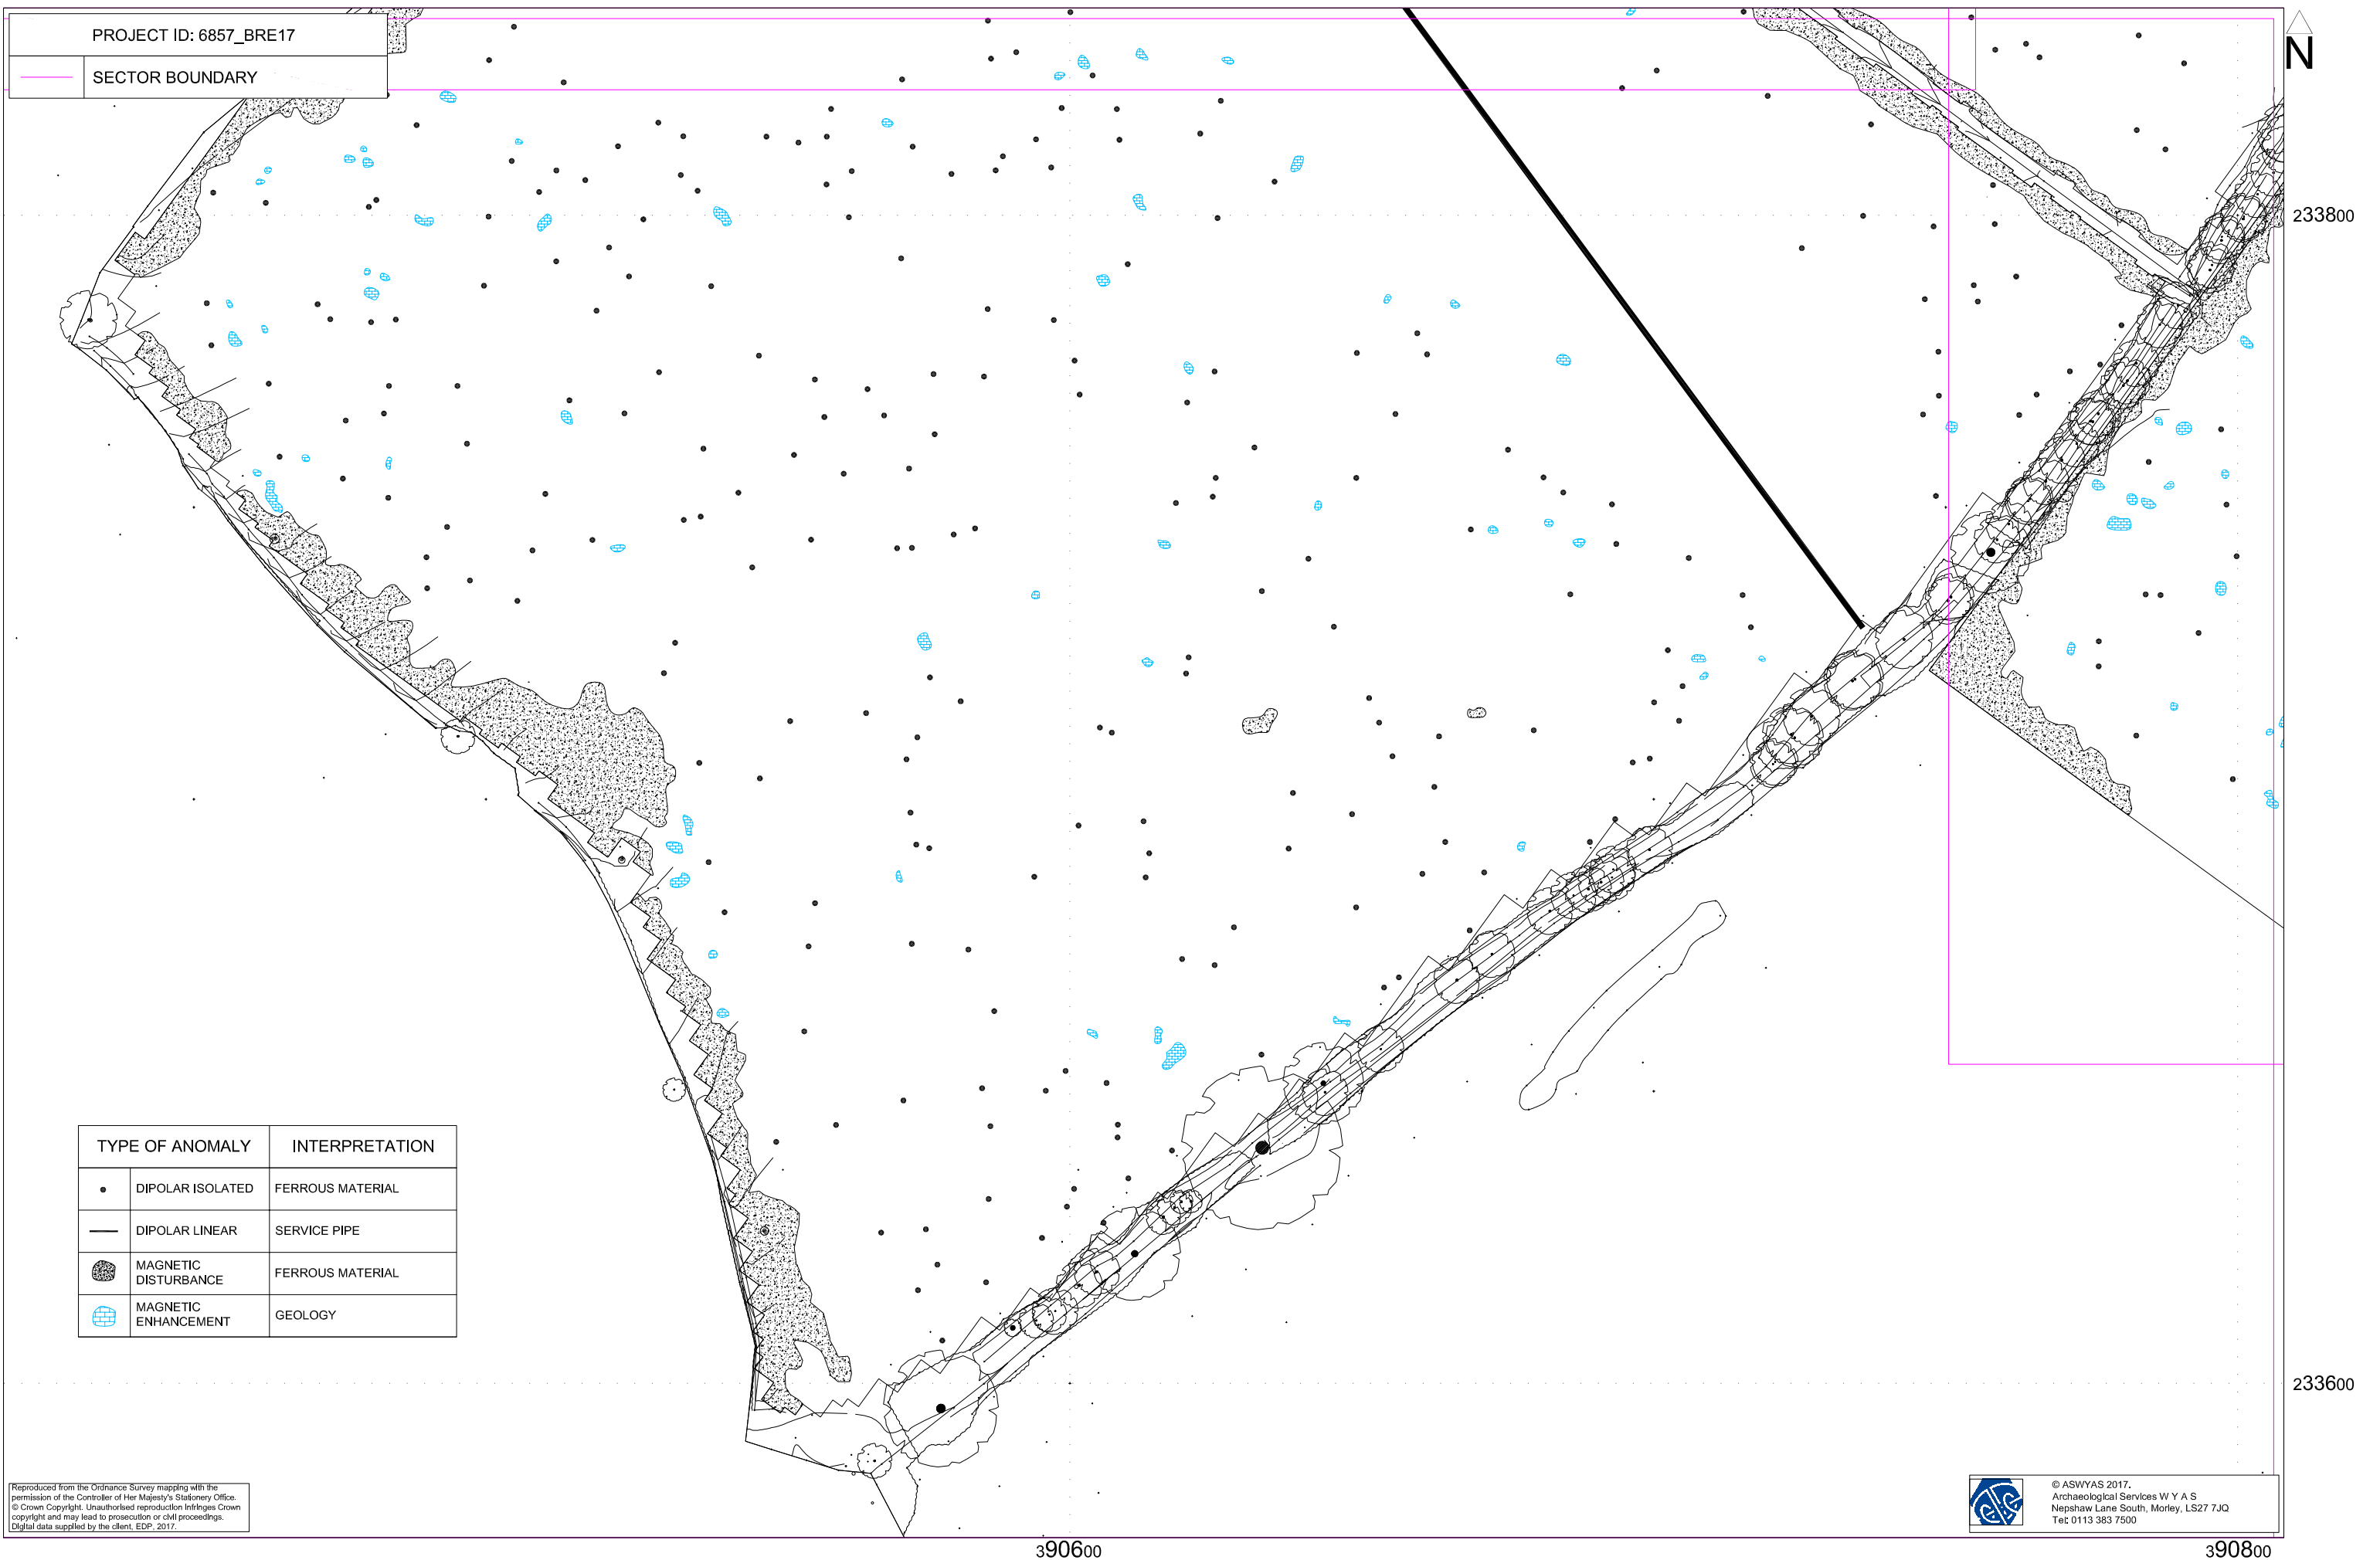 PROJECT ID: 6857_BRE17
SECTOR BOUNDARY
N
233800
TYPE OF ANOMALY INTERPRETATION
DIPOLAR ISOLATED FERROUS MATERIAL
DIPOLAR LINEAR SERVICE PIPE
MAGNETIC
DISTURBANCE FERROUS MATERIAL
MAGNETIC
ENHANCEMENT GEOLOGY
233600
Reproduced from the Ordnance Survey mapping with the
permission of the Controller of Her Majesty's Stationery Office.
© Crown Copyright. Unauthorised reproduction infringes Crown
copyright and may lead to prosecution or civil proceedings.
Digital data supplied by the client, EDP, 2017.
© ASWYAS 2017.
Archaeological Services W Y A S
Nepshaw Lane South, Morley, LS27 7JQ
Tel: 0113 383 7500
390600
390800